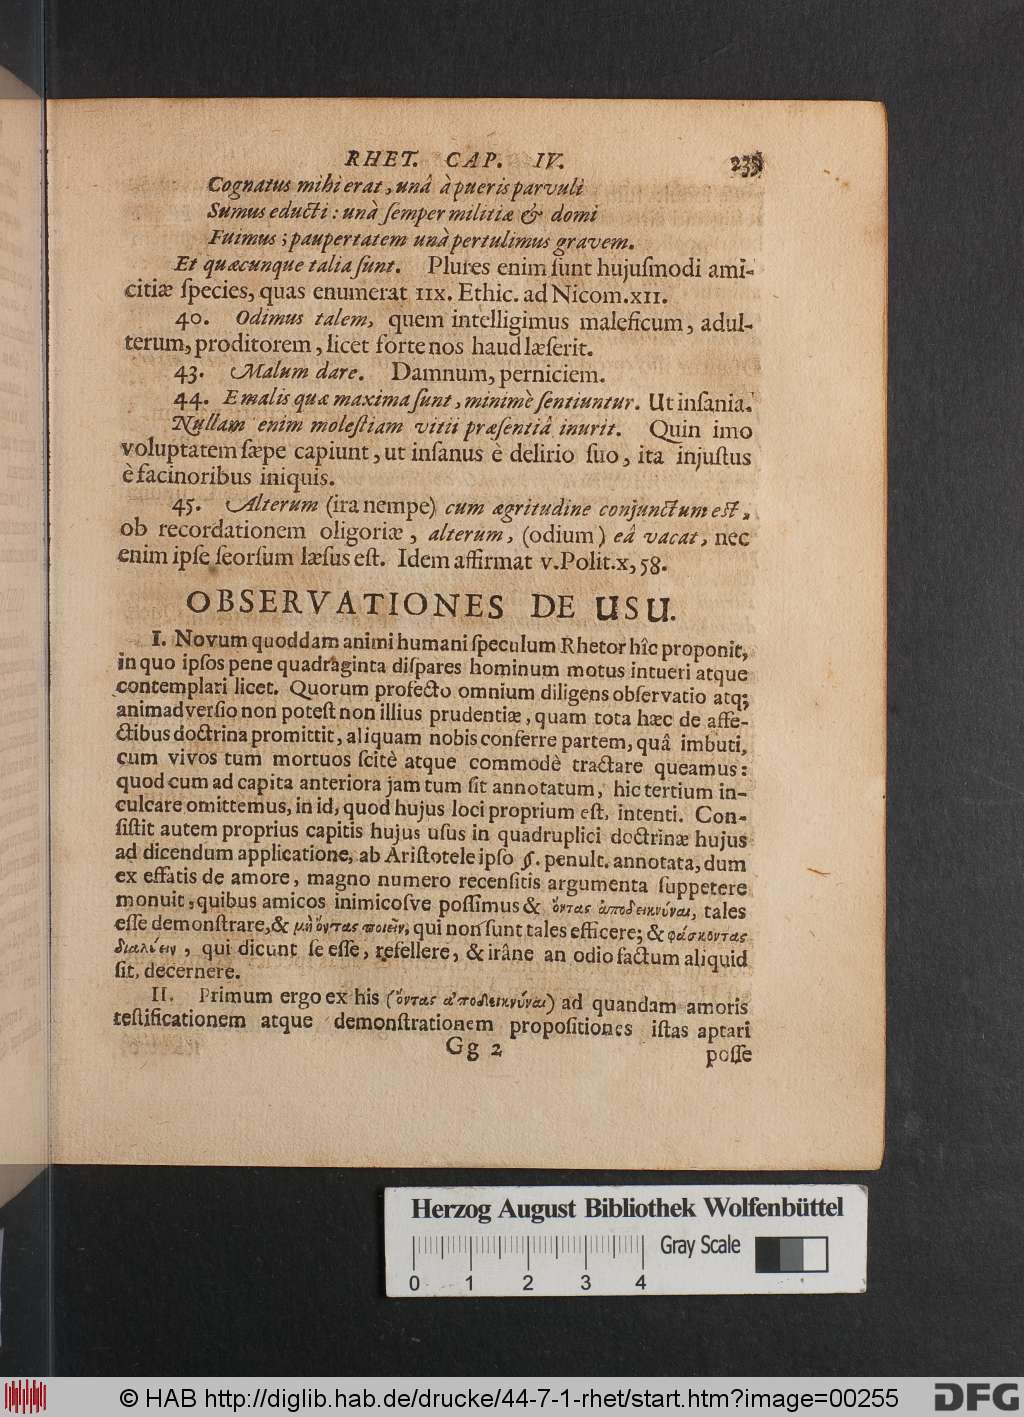 RHET. CAP. IV. 235
Cognatus mihi erat, unâ à pueris parvuli
Sumus educti: unà ſemper militiæ & domi
Fuimus; paupertatem unà pertulimus gravem.
Et quæcunque talia ſunt. Plures enim ſunt hujuſmodi ami-
citiæ ſpecies, quas enumerat IIX. Ethic. ad Nicom. XII.
40. Odimus talem, quem intelligimus maleficum, adul-
terum, proditorem, licet forte nos haud læſerit.
43. Malum dare. Damnum, perniciem.
44. E malis quæ maxima ſunt, minimè ſentiuntur. Ut inſania.
Nullam enim moleſtiam vitii præſentiâ inurit. Quin imo
voluptatem ſæpe capiunt, ut inſanus è delirio ſuo, ita injuſtus
è facinoribus iniquis.
45. Alterum (ira nempe) cum ægritudine conjunctum eſt,
ob recordationem oligoriæ, alterum, (odium) eâ vacat, nec
enim ipſe ſeorſum læſus eſt. Idem affirmat v. Polit. x, 58.
OBSERVATIONES DE USU.
I. Novum quoddam animi humani ſpeculum Rhetor hîc proponit,
in quo ipſos pene quadraginta diſpares hominum motus intueri atque
contemplari licet. Quorum profecto omnium diligens obſervatio atq;
animadverſio non poteſt non illius prudentiæ, quam tota hæc de affe-
ctibus doctrina promittit, aliquam nobis conferre partem, quâ imbuti,
cum vivos tum mortuos ſcitè atque commodè tractare queamus:
quod cum ad capita anteriora jam tum ſit annotatum, hic tertium in-
culcare omittemus, in id, quod hujus loci proprium eſt, intenti. Con-
ſiſtit autem proprius capitis hujus uſus in quadruplici doctrinæ hujus
ad dicendum applicatione, ab Ariſtotele ipſo ſ. penult. annotata, dum
ex effatis de amore, magno numero recenſitis argumenta ſuppetere
monuit, quibus amicos inimicoſve poſſimus & ὄντας ἀποδεικνύναι, tales
eſſe demonſtrare, & μὴ ὄντας ποιεῖν, qui non ſunt tales efficere; & φάσκοντας
διαλύειν, qui dicunt ſe eſſe, refellere, & irâne an odio factum aliquid
ſit, decernere.
II. Primum ergo ex his (ὄντας ἀποδεικνύναι) ad quandam amoris
teſtificationem atque demonſtrationem propoſitiones iſtas aptari
Gg 2 poſſe
Herzog August Bibliothek Wolfenbüttel
Gray Scale
0 1 2 3 4
© HAB http://diglib.hab.de/drucke/44-7-1-rhet/start.htm?image=00255
DFG